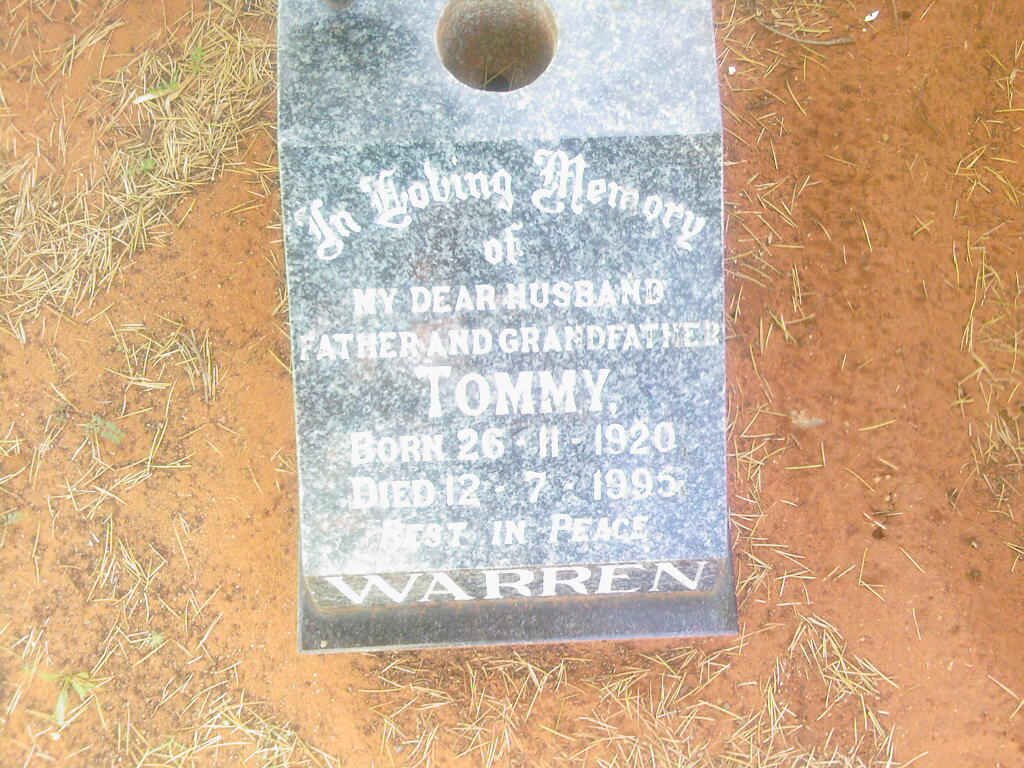 In Loving Memory
of
MY DEAR HUSBAND
FATHER AND GRANDFATHER
TOMMY,
BORN 26 - 11 - 1920
DIED 12 - 7 - 1995
REST IN PEACE
WARREN